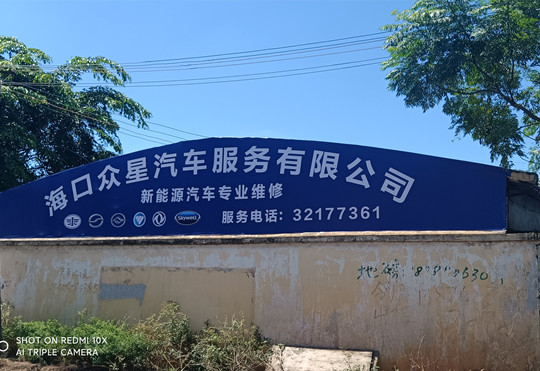 海口众星汽车服务有限公司
新能源汽车专业维修
Skywell
服务电话：32177361
SHOT ON REDMI 10X
AI TRIPLE CAMERA